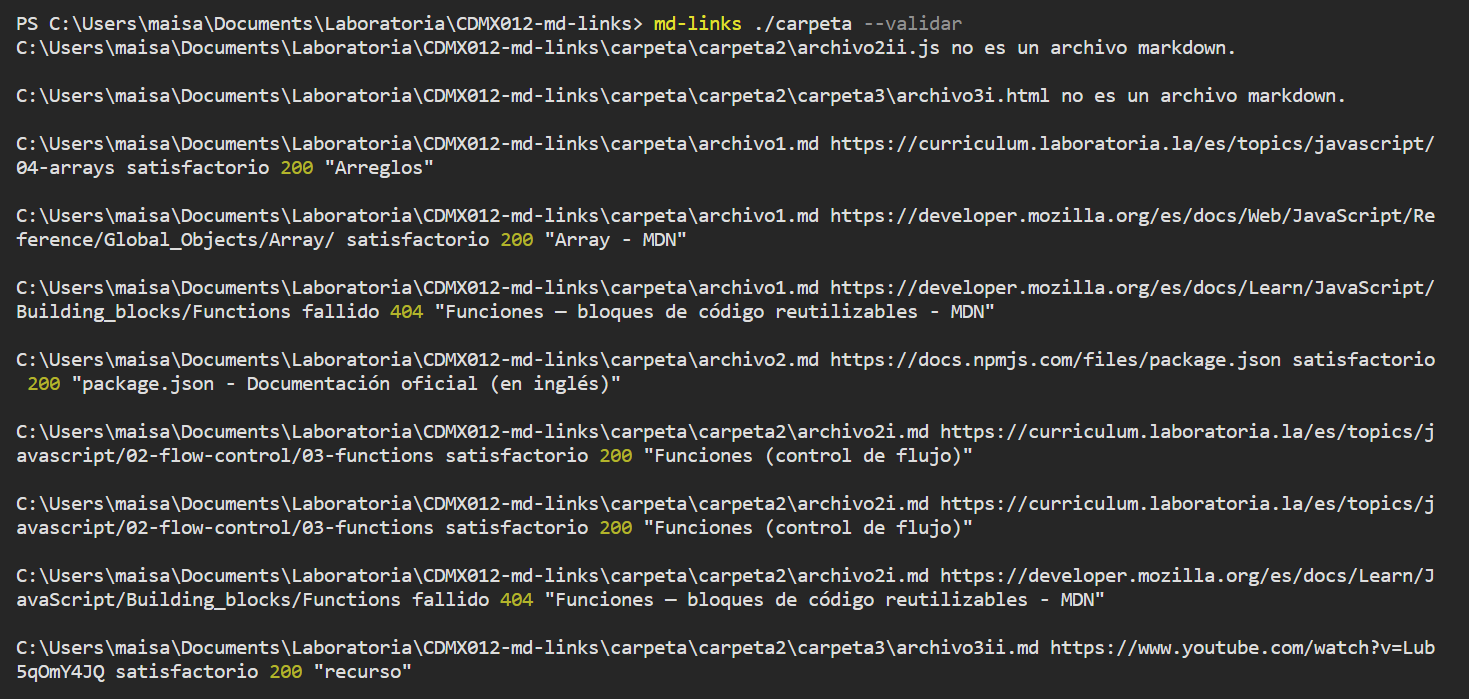 PS C:\Users\maisa\Documents\Laboratoria\CDMX012-md-links> md-links ./carpeta --validar
C:\Users\maisa\Documents\Laboratoria\CDMX012-md-links\carpeta\carpeta2\archivo2ii.js no es un archivo markdown.
C:\Users\maisa\Documents\Laboratoria\CDMX012-md-links\carpeta\carpeta2\carpeta3\archivo3i.html no es un archivo markdown.
C:\Users\maisa\Documents\Laboratoria\CDMX012-md-links\carpeta\archivo1.md https://curriculum.laboratoria.la/es/topics/javascript/
04-arrays satisfactorio 200 "Arreglos"
C:\Users\maisa\Documents\Laboratoria\CDMX012-md-links\carpeta\archivo1.md https://developer.mozilla.org/es/docs/Web/JavaScript/Re
ference/Global_Objects/Array/ satisfactorio 200 "Array - MDN"
C:\Users\maisa\Documents\Laboratoria\CDMX012-md-links\carpeta\archivo1.md https://developer.mozilla.org/es/docs/Learn/JavaScript/
Building_blocks/Functions fallido 404 "Funciones — bloques de código reutilizables - MDN"
C:\Users\maisa\Documents\Laboratoria\CDMX012-md-links\carpeta\archivo2.md https://docs.npmjs.com/files/package.json satisfactorio
200 "package.json - Documentación oficial (en inglés)"
C:\Users\maisa\Documents\Laboratoria\CDMX012-md-links\carpeta\carpeta2\archivo2i.md https://curriculum.laboratoria.la/es/topics/j
avascript/02-flow-control/03-functions satisfactorio 200 "Funciones (control de flujo)"
C:\Users\maisa\Documents\Laboratoria\CDMX012-md-links\carpeta\carpeta2\archivo2i.md https://curriculum.laboratoria.la/es/topics/j
avascript/02-flow-control/03-functions satisfactorio 200 "Funciones (control de flujo)"
C:\Users\maisa\Documents\Laboratoria\CDMX012-md-links\carpeta\carpeta2\archivo2i.md https://developer.mozilla.org/es/docs/Learn/J
avaScript/Building_blocks/Functions fallido 404 "Funciones — bloques de código reutilizables - MDN"
C:\Users\maisa\Documents\Laboratoria\CDMX012-md-links\carpeta\carpeta2\carpeta3\archivo3ii.md https://www.youtube.com/watch?v=Lub
5qOmY4JQ satisfactorio 200 "recurso"